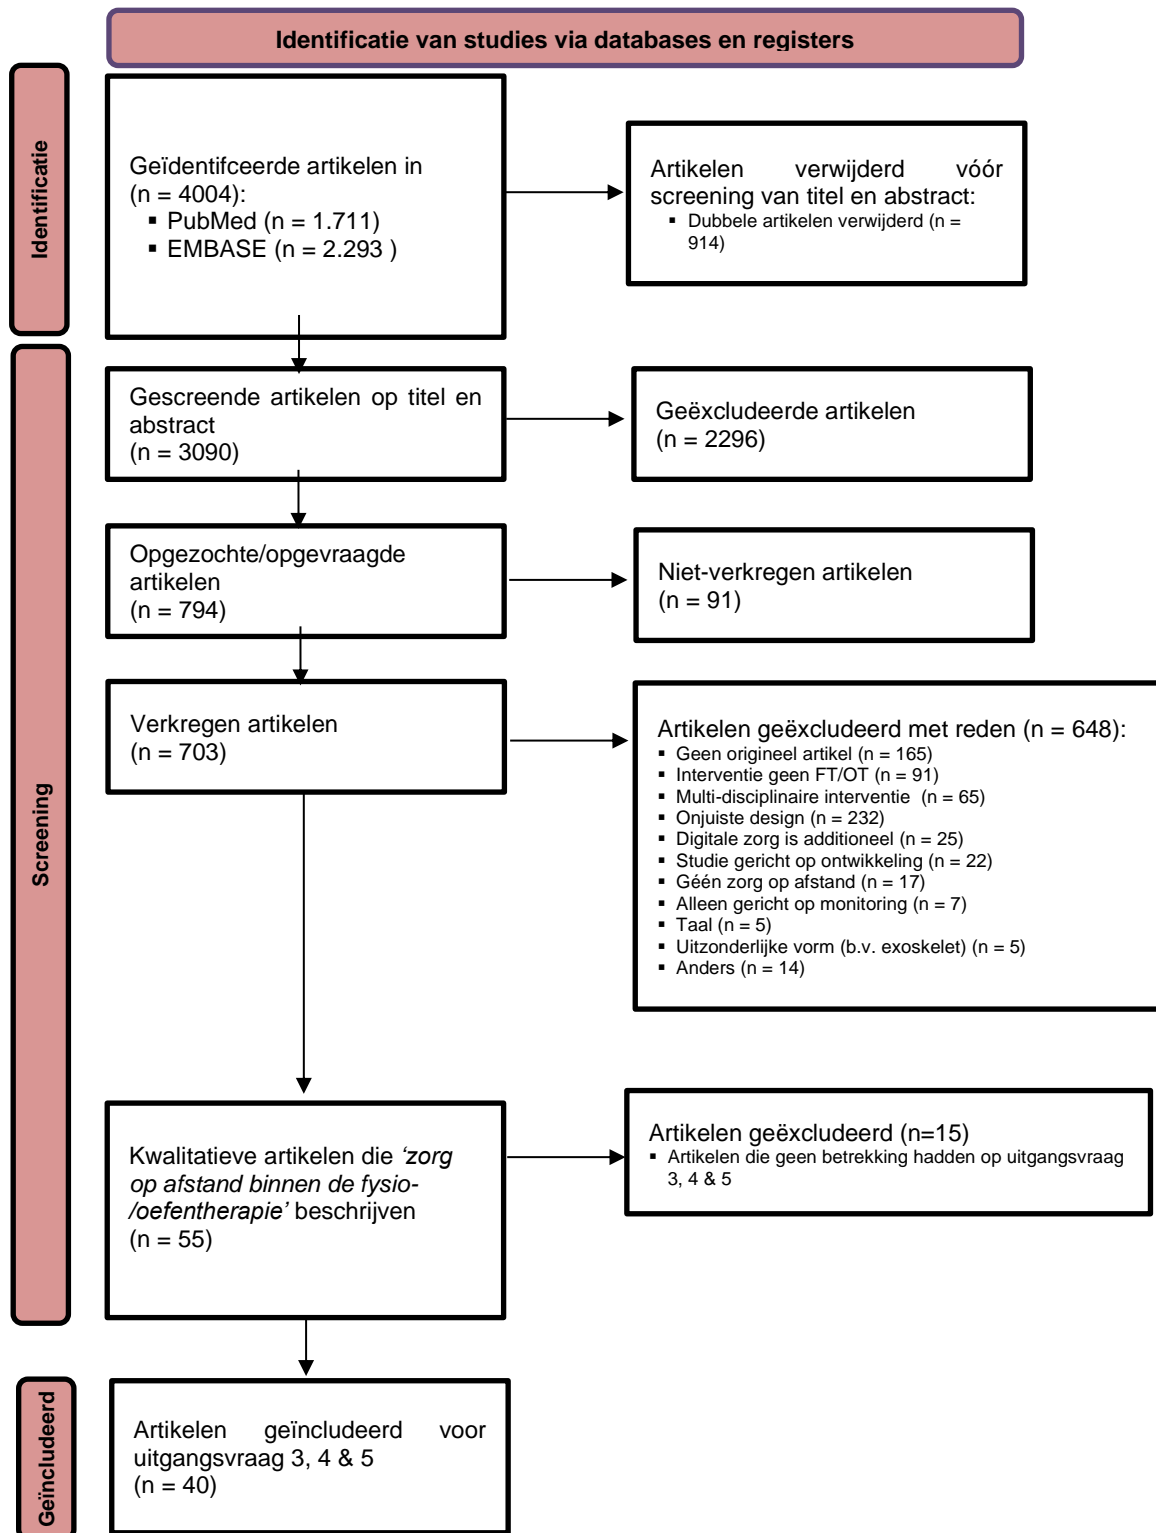 Identificatie van studies via databases en registers
Identificatie
Geïdentifceerde artikelen in
(n = 4004):
▪ PubMed (n = 1.711)
▪ EMBASE (n = 2.293 )
Artikelen verwijderd vóór
screening van titel en abstract:
▪ Dubbele artikelen verwijderd (n =
914)
Screening
Gescreende artikelen op titel en
abstract
(n = 3090)
Geëxcludeerde artikelen
(n = 2296)
Opgezochte/opgevraagde
artikelen
(n = 794)
Niet-verkregen artikelen
(n = 91)
Verkregen artikelen
(n = 703)
Artikelen geëxcludeerd met reden (n = 648):
▪ Geen origineel artikel (n = 165)
▪ Interventie geen FT/OT (n = 91)
▪ Multi-disciplinaire interventie (n = 65)
▪ Onjuiste design (n = 232)
▪ Digitale zorg is additioneel (n = 25)
▪ Studie gericht op ontwikkeling (n = 22)
▪ Géén zorg op afstand (n = 17)
▪ Alleen gericht op monitoring (n = 7)
▪ Taal (n = 5)
▪ Uitzonderlijke vorm (b.v. exoskelet) (n = 5)
▪ Anders (n = 14)
Kwalitatieve artikelen die ‘zorg
op afstand binnen de fysio-
/oefentherapie’ beschrijven
(n = 55)
Artikelen geëxcludeerd (n=15)
▪ Artikelen die geen betrekking hadden op uitgangsvraag
3, 4 & 5
Geïncludeerd
Artikelen geïncludeerd voor
uitgangsvraag 3, 4 & 5
(n = 40)